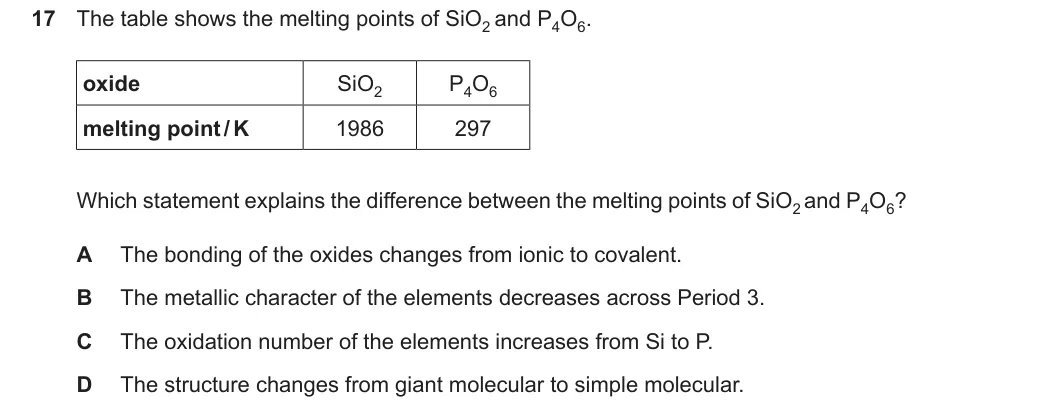 17 The table shows the melting points of SiO₂ and P₄O₆.
oxide SiO₂ P₄O₆
melting point / K 1986 297
Which statement explains the difference between the melting points of SiO₂ and P₄O₆?
A The bonding of the oxides changes from ionic to covalent.
B The metallic character of the elements decreases across Period 3.
C The oxidation number of the elements increases from Si to P.
D The structure changes from giant molecular to simple molecular.